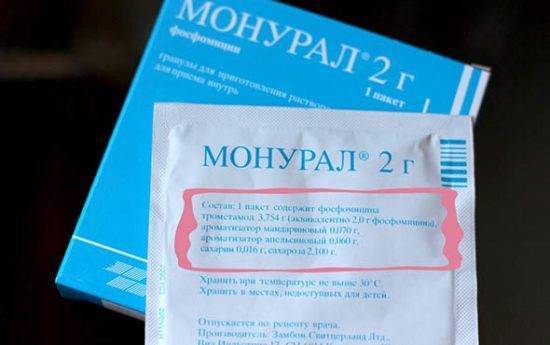 МОНУРАЛ® 2 г
фосфомицин
1 пакет
гранулы для приготовления раствора
для приема внутрь
МОНУРАЛ® 2 г
Состав: 1 пакет содержит фосфомицина
трометамол 3,754 г (эквивалентно 2,0 г фосфомицина),
ароматизатор мандариновый 0,070 г,
ароматизатор апельсиновый 0,060 г,
сахарин 0,016 г, сахароза 2,100 г.
Хранить при температуре не выше 30°С.
Хранить в местах, недоступных для детей.
Отпускается по рецепту врача.
Производитель: Замбон Свитцерланд Лтд.,